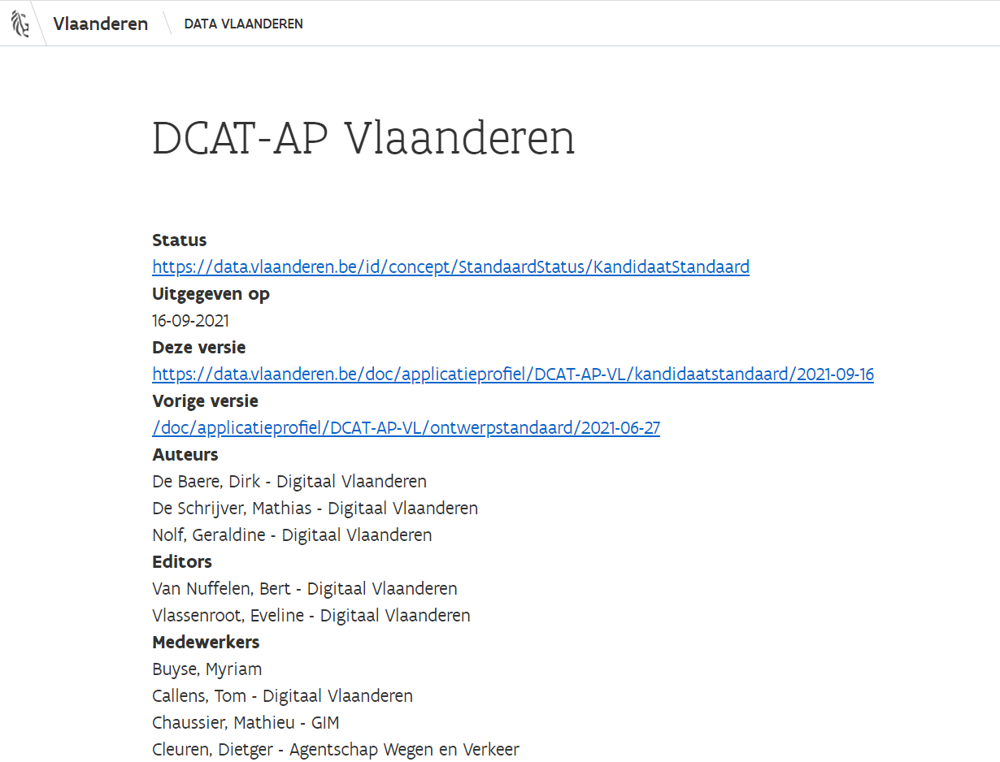 Vlaanderen
DATA VLAANDEREN
DCAT-AP Vlaanderen
Status
https://data.vlaanderen.be/id/concept/StandaardStatus/KandidaatStandaard
Uitgegeven op
16-09-2021
Deze versie
https://data.vlaanderen.be/doc/applicatieprofiel/DCAT-AP-VL/kandidaatstandaard/2021-09-16
Vorige versie
/doc/applicatieprofiel/DCAT-AP-VL/ontwerpstandaard/2021-06-27
Auteurs
De Baere, Dirk - Digitaal Vlaanderen
De Schrijver, Mathias - Digitaal Vlaanderen
Nolf, Geraldine - Digitaal Vlaanderen
Editors
Van Nuffelen, Bert - Digitaal Vlaanderen
Vlassenroot, Eveline - Digitaal Vlaanderen
Medewerkers
Buyse, Myriam
Callens, Tom - Digitaal Vlaanderen
Chaussier, Mathieu - GIM
Cleuren, Dietger - Agentschap Wegen en Verkeer